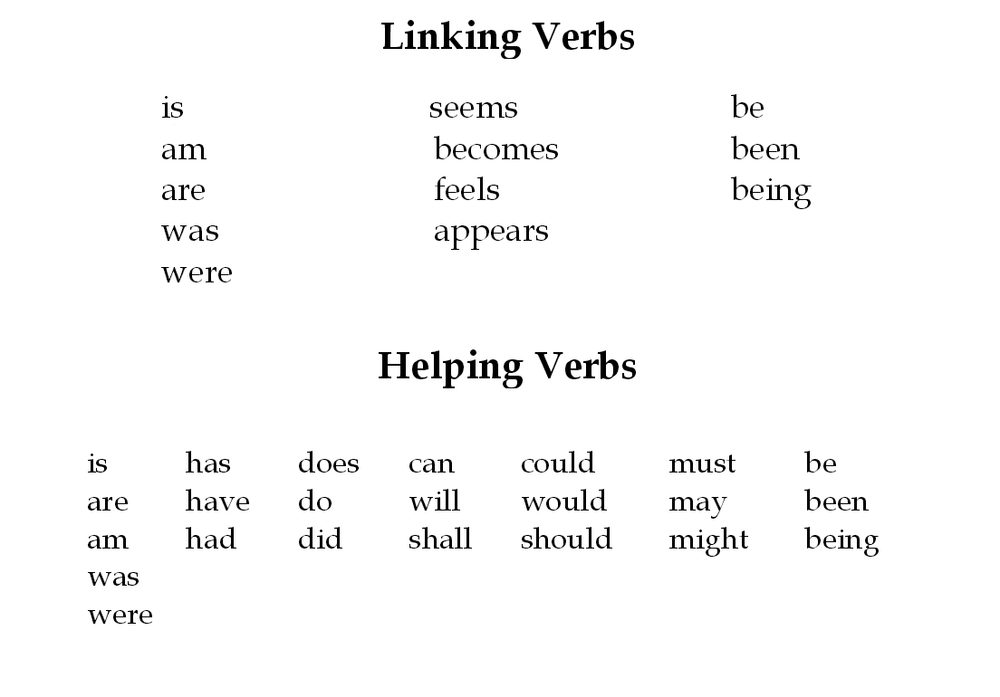 Linking Verbs
is seems be
am becomes been
are feels being
was appears
were
Helping Verbs
is has does can could must be
are have do will would may been
am had did shall should might being
was
were